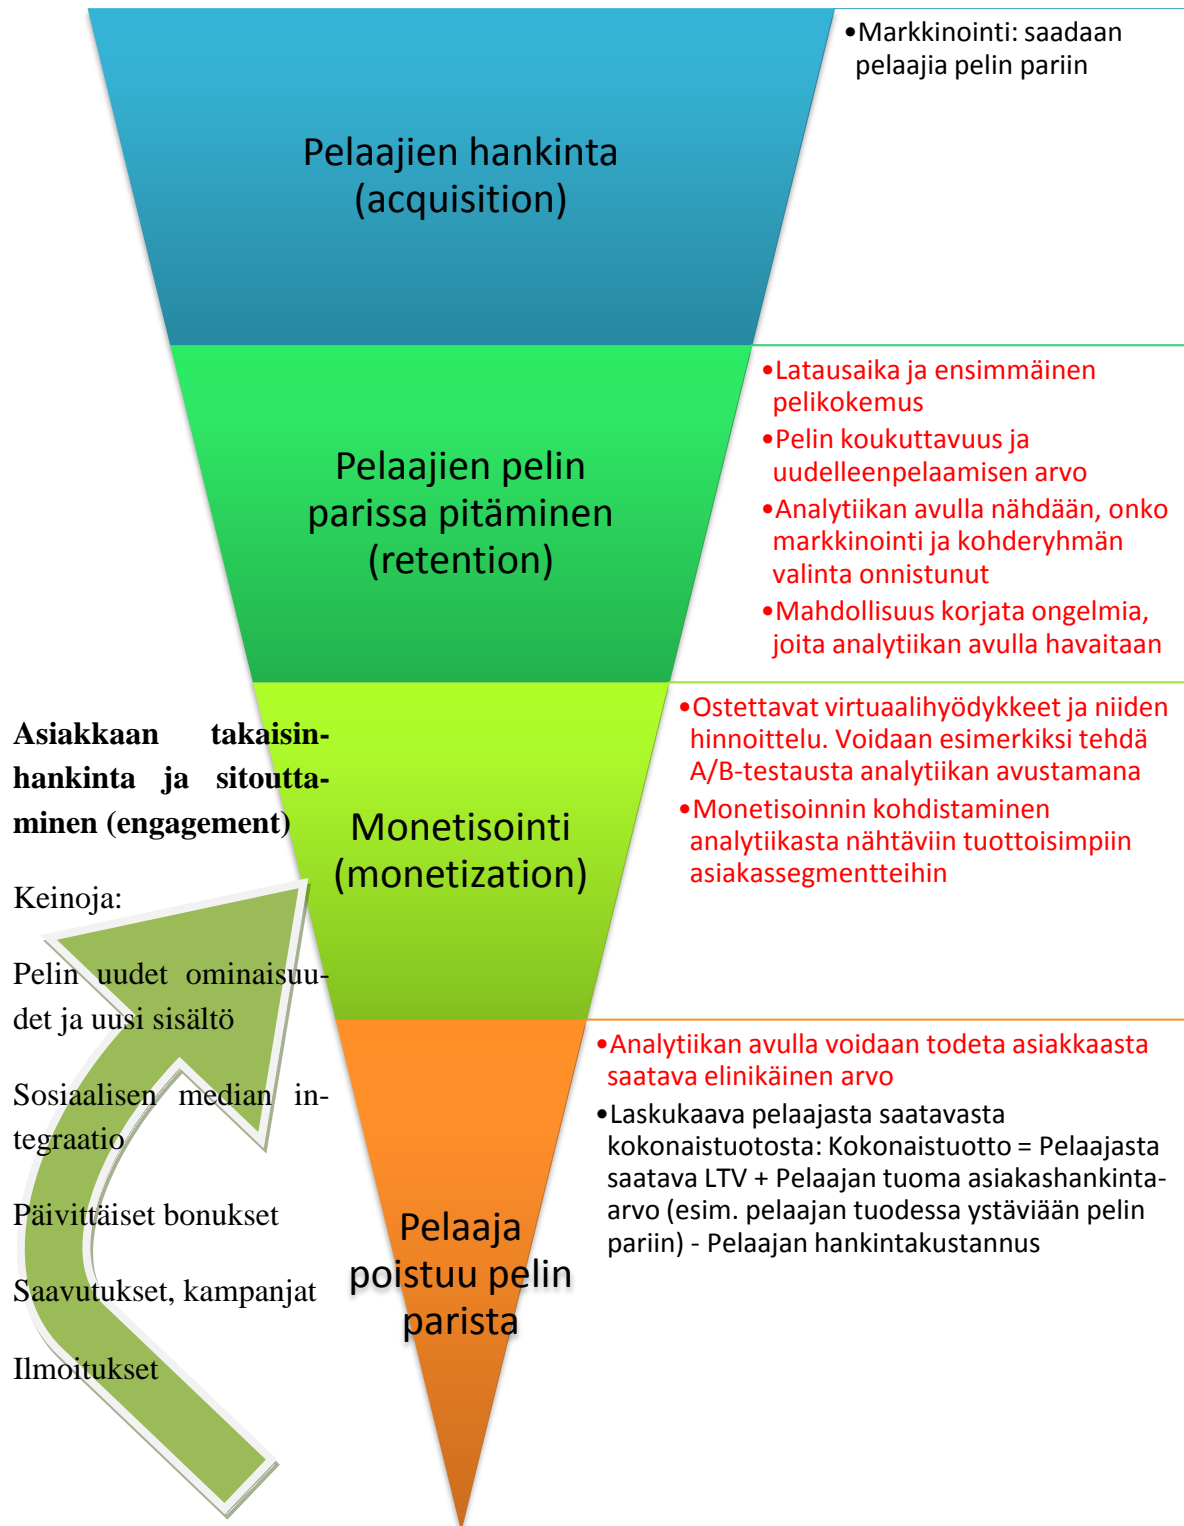 Pelaajien hankinta
(acquisition)
•Markkinointi: saadaan
pelaajia pelin pariin
Pelaajien pelin
parissa pitäminen
(retention)
•Latausaika ja ensimmäinen
pelikokemus
•Pelin koukuttavuus ja
uudelleenpelaamisen arvo
•Analytiikan avulla nähdään, onko
markkinointi ja kohderyhmän
valinta onnistunut
•Mahdollisuus korjata ongelmia,
joita analytiikan avulla havaitaan
Monetisointi
(monetization)
•Ostettavat virtuaalihyödykkeet ja niiden
hinnoittelu. Voidaan esimerkiksi tehdä
A/B-testausta analytiikan avustamana
•Monetisoinnin kohdistaminen
analytiikasta nähtäviin tuottoisimpiin
asiakassegmentteihin
Pelaaja
poistuu pelin
parista
•Analytiikan avulla voidaan todeta asiakkaasta
saatava elinikäinen arvo
•Laskukaava pelaajasta saatavasta
kokonaistuotosta: Kokonaistuotto = Pelaajasta
saatava LTV + Pelaajan tuoma asiakashankinta-
arvo (esim. pelaajan tuodessa ystäviään pelin
pariin) - Pelaajan hankintakustannus
Asiakkaan takaisin-
hankinta ja sitoutta-
minen (engagement)
Keinoja:
Pelin uudet ominaisuu-
det ja uusi sisältö
Sosiaalisen median in-
tegraatio
Päivittäiset bonukset
Saavutukset, kampanjat
Ilmoitukset